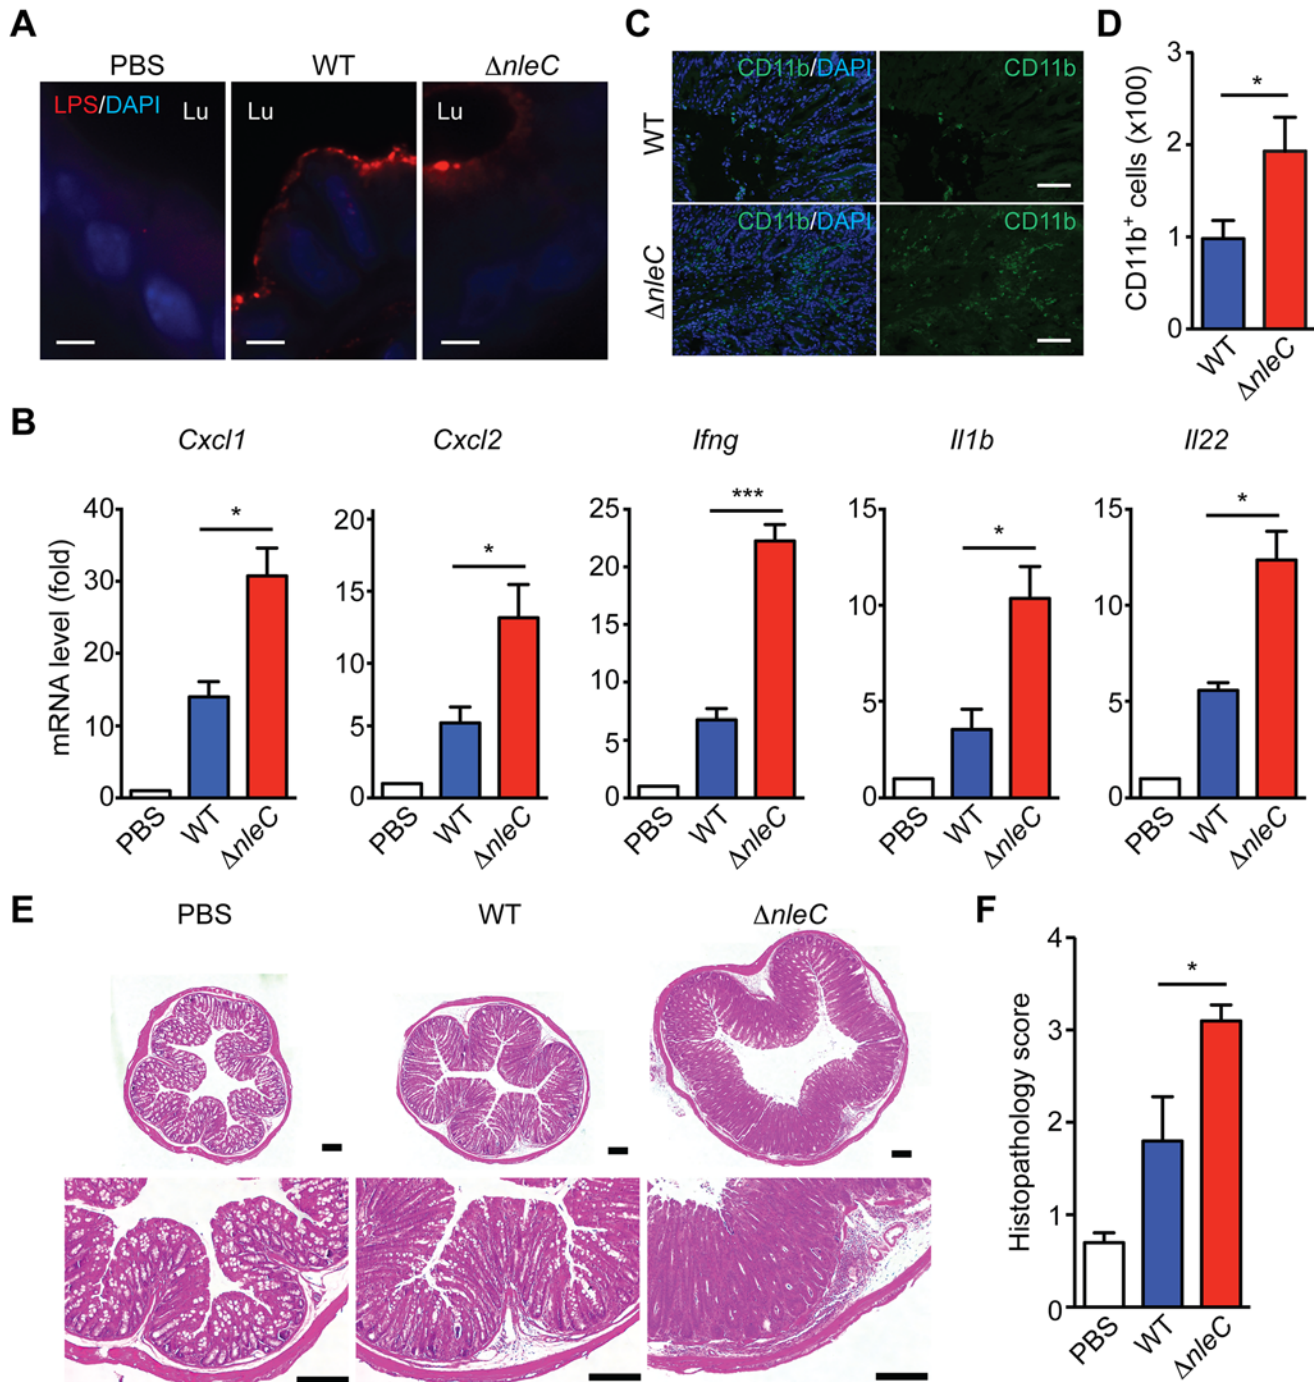 A
PBS
WT
ΔnleC
LPS/DAPI
Lu
Lu
Lu
C
CD11b/DAPI
CD11b
WT
CD11b/DAPI
CD11b
ΔnleC
D
CD11b⁺ cells (x100)
3
2
1
0
*
WT
ΔnleC
B
mRNA level (fold)
Cxcl1
40
30
20
10
0
*
PBS
WT
ΔnleC
Cxcl2
20
15
10
5
0
*
PBS
WT
ΔnleC
Ifng
25
20
15
10
5
0
***
PBS
WT
ΔnleC
Il1b
15
10
5
0
*
PBS
WT
ΔnleC
Il22
15
10
5
0
*
PBS
WT
ΔnleC
E
PBS
WT
ΔnleC
F
Histopathology score
4
3
2
1
0
*
PBS
WT
ΔnleC